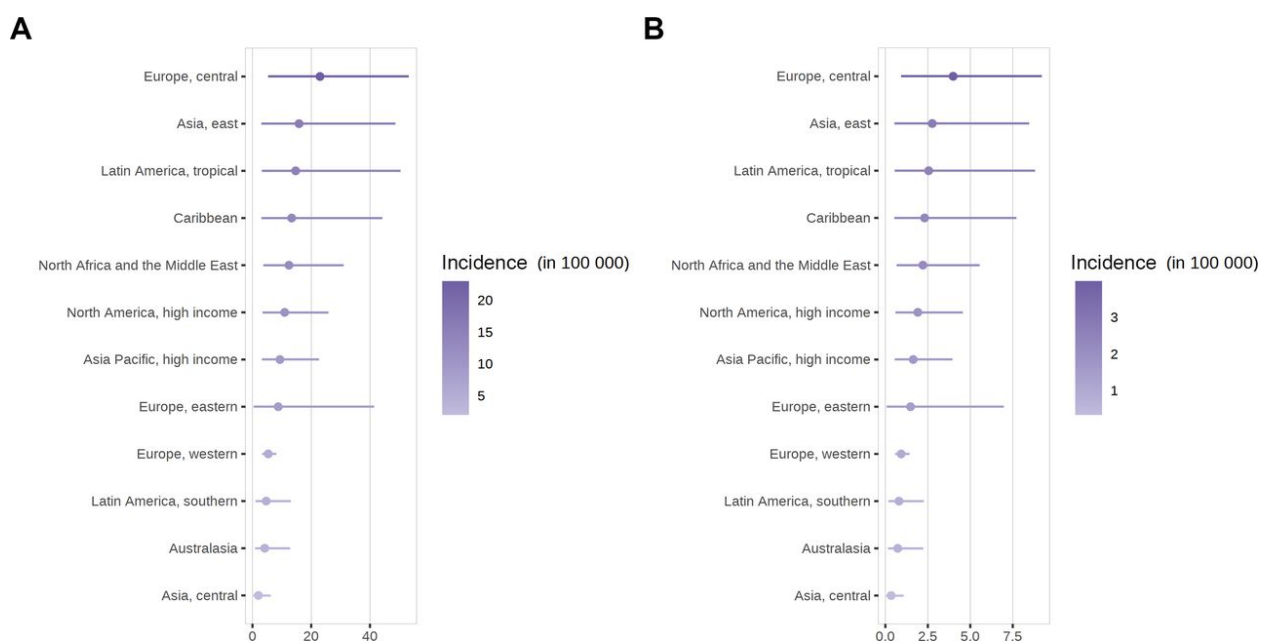 A
Europe, central
Asia, east
Latin America, tropical
Caribbean
North Africa and the Middle East
North America, high income
Asia Pacific, high income
Europe, eastern
Europe, western
Latin America, southern
Australasia
Asia, central
0 20 40
Incidence (in 100 000)
20
15
10
5
B
Europe, central
Asia, east
Latin America, tropical
Caribbean
North Africa and the Middle East
North America, high income
Asia Pacific, high income
Europe, eastern
Europe, western
Latin America, southern
Australasia
Asia, central
0.0 2.5 5.0 7.5
Incidence (in 100 000)
3
2
1